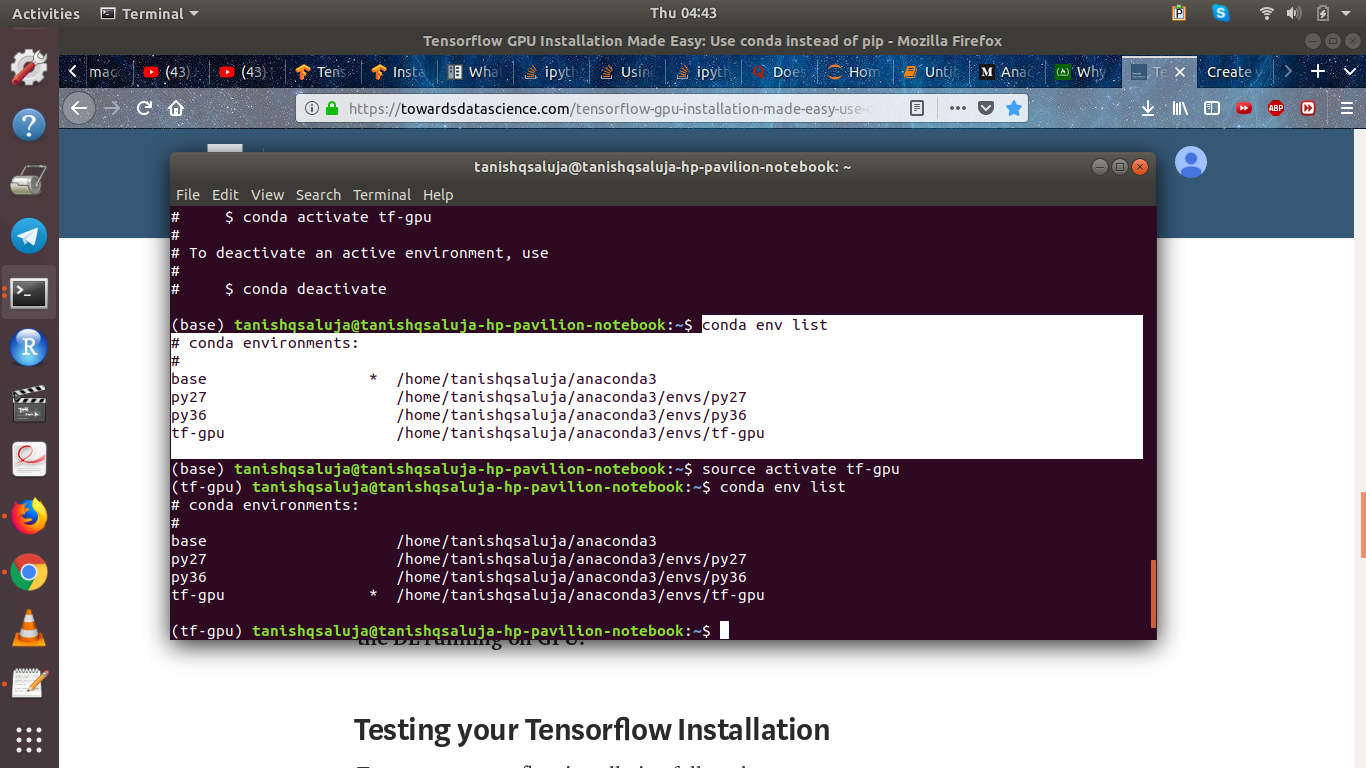 Activities Terminal Thu 04:43
Tensorflow GPU Installation Made Easy: Use conda instead of pip - Mozilla Firefox
(43) (43) Tens Insta Wha ipyt Using ipyt Does Hom Unti Anac Why Te Create
https://towardsdatascience.com/tensorflow-gpu-installation-made-easy-use-c
tanishqsaluja@tanishqsaluja-hp-pavilion-notebook: ~
File Edit View Search Terminal Help
# $ conda activate tf-gpu
#
# To deactivate an active environment, use
#
# $ conda deactivate
(base) tanishqsaluja@tanishqsaluja-hp-pavilion-notebook:~$ conda env list
# conda environments:
#
base * /home/tanishqsaluja/anaconda3
py27 /home/tanishqsaluja/anaconda3/envs/py27
py36 /home/tanishqsaluja/anaconda3/envs/py36
tf-gpu /home/tanishqsaluja/anaconda3/envs/tf-gpu
(base) tanishqsaluja@tanishqsaluja-hp-pavilion-notebook:~$ source activate tf-gpu
(tf-gpu) tanishqsaluja@tanishqsaluja-hp-pavilion-notebook:~$ conda env list
# conda environments:
#
base /home/tanishqsaluja/anaconda3
py27 /home/tanishqsaluja/anaconda3/envs/py27
py36 /home/tanishqsaluja/anaconda3/envs/py36
tf-gpu * /home/tanishqsaluja/anaconda3/envs/tf-gpu
(tf-gpu) tanishqsaluja@tanishqsaluja-hp-pavilion-notebook:~$
Testing your Tensorflow Installation